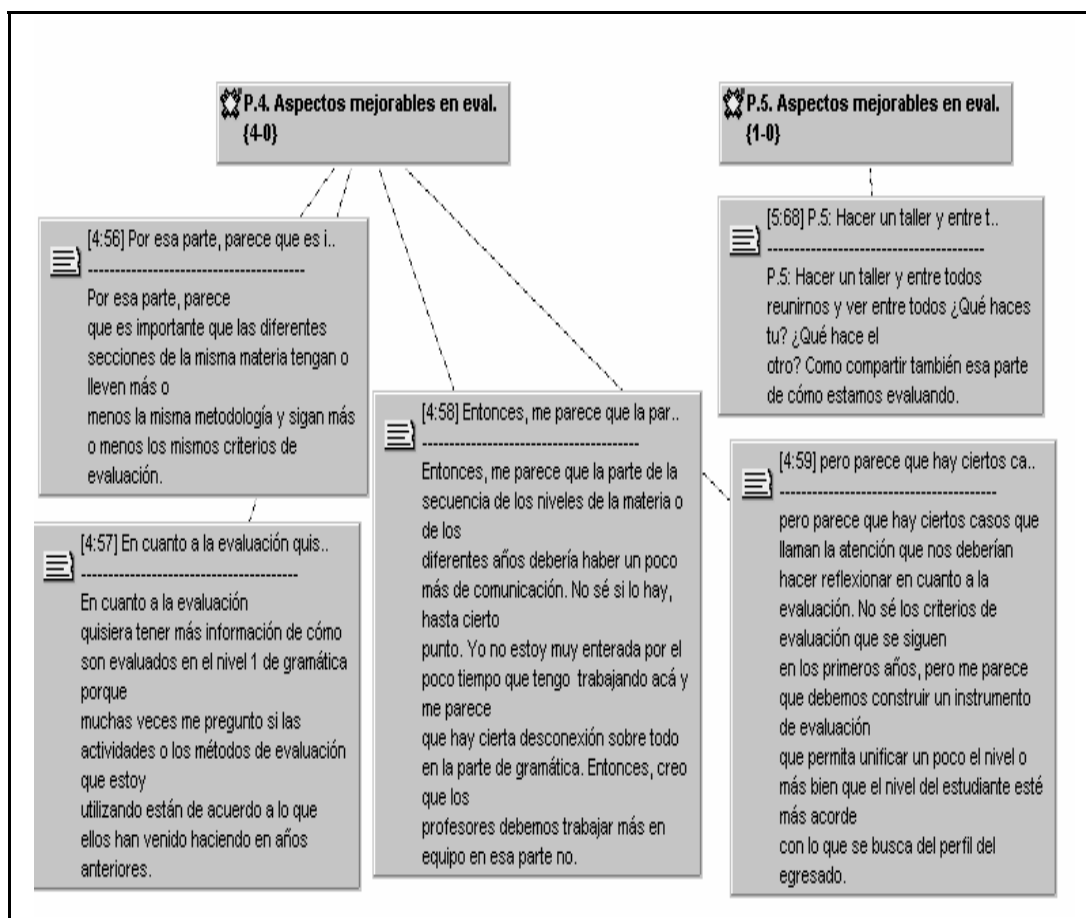 P.4. Aspectos mejorables en eval.
{4-0}
P.5. Aspectos mejorables en eval.
{1-0}
[4:56] Por esa parte, parece que es i..
-----------------------------------------
Por esa parte, parece
que es importante que las diferentes
secciones de la misma materia tengan o
lleven más o
menos la misma metodología y sigan más
o menos los mismos criterios de
evaluación.
[4:57] En cuanto a la evaluación quis..
-----------------------------------------
En cuanto a la evaluación
quisiera tener más información de cómo
son evaluados en el nivel 1 de gramática
porque
muchas veces me pregunto si las
actividades o los métodos de evaluación
que estoy
utilizando están de acuerdo a lo que
ellos han venido haciendo en años
anteriores.
[4:58] Entonces, me parece que la par..
-----------------------------------------
Entonces, me parece que la parte de la
secuencia de los niveles de la materia o
de los
diferentes años debería haber un poco
más de comunicación. No sé si lo hay,
hasta cierto
punto. Yo no estoy muy enterada por el
poco tiempo que tengo trabajando acá y
me parece
que hay cierta desconexión sobre todo
en la parte de gramática. Entonces, creo
que los
profesores debemos trabajar más en
equipo en esa parte no.
[5:68] P.5: Hacer un taller y entre t..
-----------------------------------------
P.5: Hacer un taller y entre todos
reunirnos y ver entre todos ¿Qué haces
tu? ¿Qué hace el
otro? Como compartir también esa parte
de cómo estamos evaluando.
[4:59] pero parece que hay ciertos ca..
-----------------------------------------
pero parece que hay ciertos casos que
llaman la atención que nos deberían
hacer reflexionar en cuanto a la
evaluación. No sé los criterios de
evaluación que se siguen
en los primeros años, pero me parece
que debemos construir un instrumento
de evaluación
que permita unificar un poco el nivel o
más bien que el nivel del estudiante esté
más acorde
con lo que se busca del perfil del
egresado.